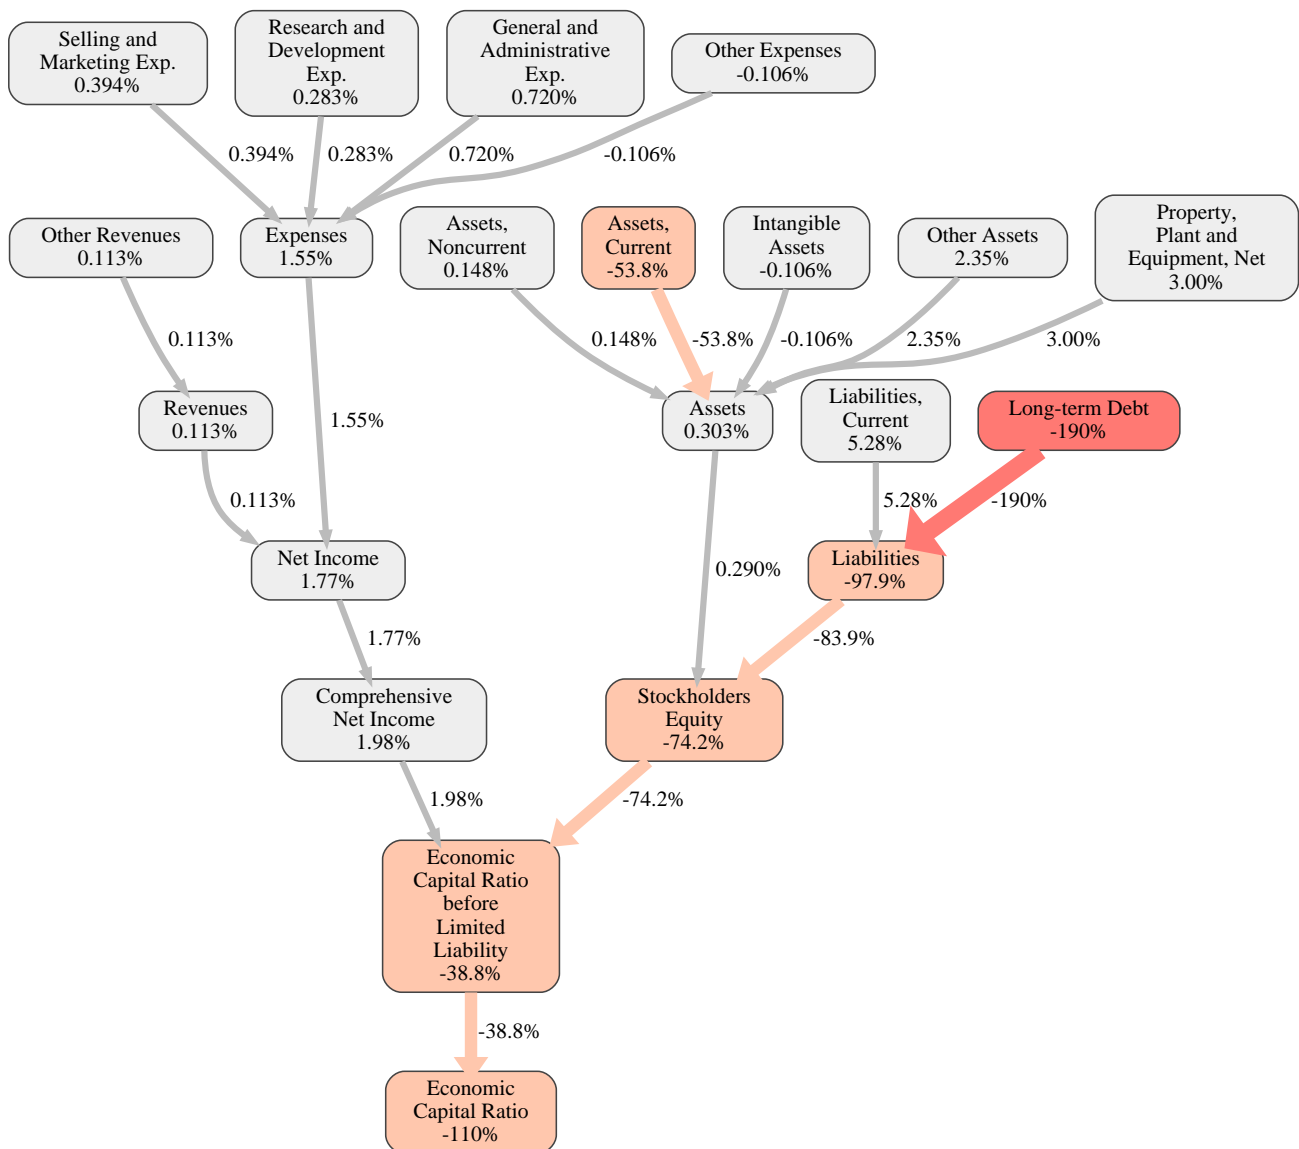 Selling and
Marketing Exp.
0.394%
Research and
Development
Exp.
0.283%
General and
Administrative
Exp.
0.720%
Other Expenses
-0.106%
0.394%
0.283%
0.720%
-0.106%
Other Revenues
0.113%
Expenses
1.55%
Assets,
Noncurrent
0.148%
Assets,
Current
-53.8%
Intangible
Assets
-0.106%
Other Assets
2.35%
Property,
Plant and
Equipment, Net
3.00%
0.113%
0.148%
-53.8%
-0.106%
2.35%
3.00%
Revenues
0.113%
1.55%
Assets
0.303%
Liabilities,
Current
5.28%
Long-term Debt
-190%
0.113%
5.28%
-190%
Net Income
1.77%
0.290%
Liabilities
-97.9%
1.77%
-83.9%
Comprehensive
Net Income
1.98%
Stockholders
Equity
-74.2%
1.98%
-74.2%
Economic
Capital Ratio
before
Limited
Liability
-38.8%
-38.8%
Economic
Capital Ratio
-110%